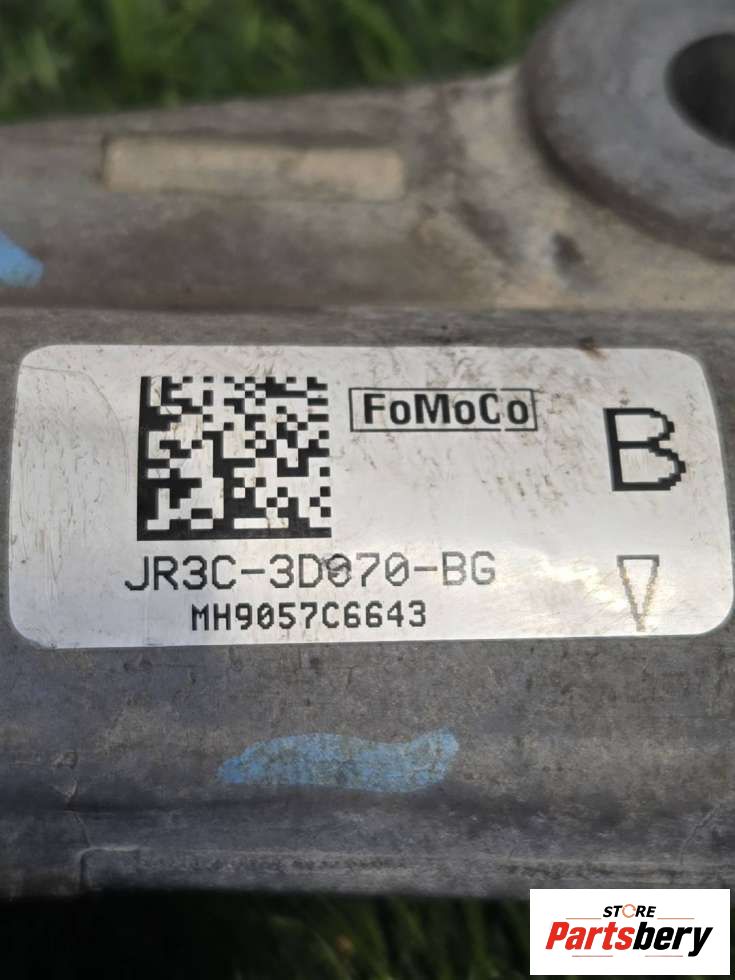 FoMoCo
B
JR3C-3D070-BG
MH9057C6643
STORE
Partsbery